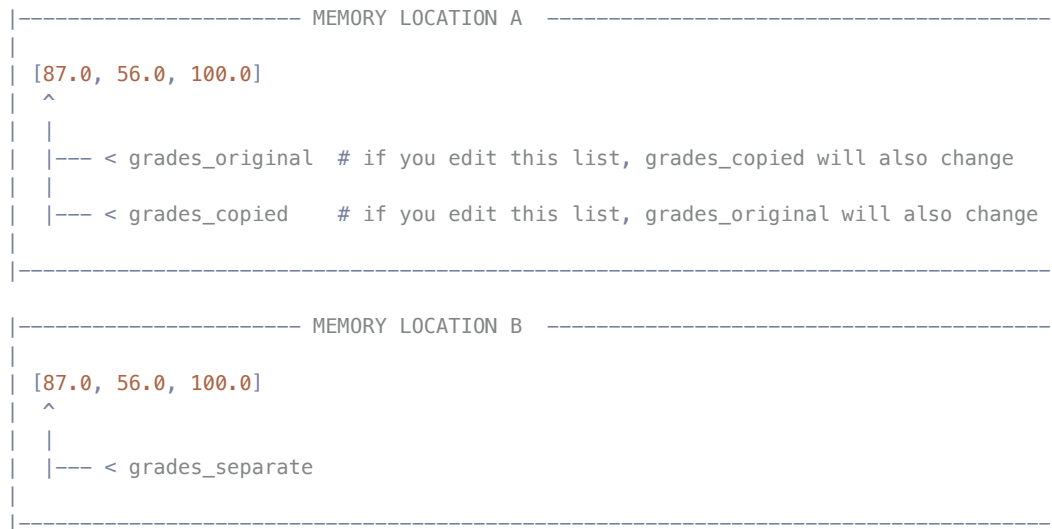 |----------------------- MEMORY LOCATION A -----------------------------------------
|
| [87.0, 56.0, 100.0]
|  ^
|  |
|  |--- < grades_original  # if you edit this list, grades_copied will also change
|  |
|  |--- < grades_copied    # if you edit this list, grades_original will also change
|
|------------------------------------------------------------------------------------
|----------------------- MEMORY LOCATION B -----------------------------------------
|
| [87.0, 56.0, 100.0]
|  ^
|  |
|  |--- < grades_separate
|
|------------------------------------------------------------------------------------